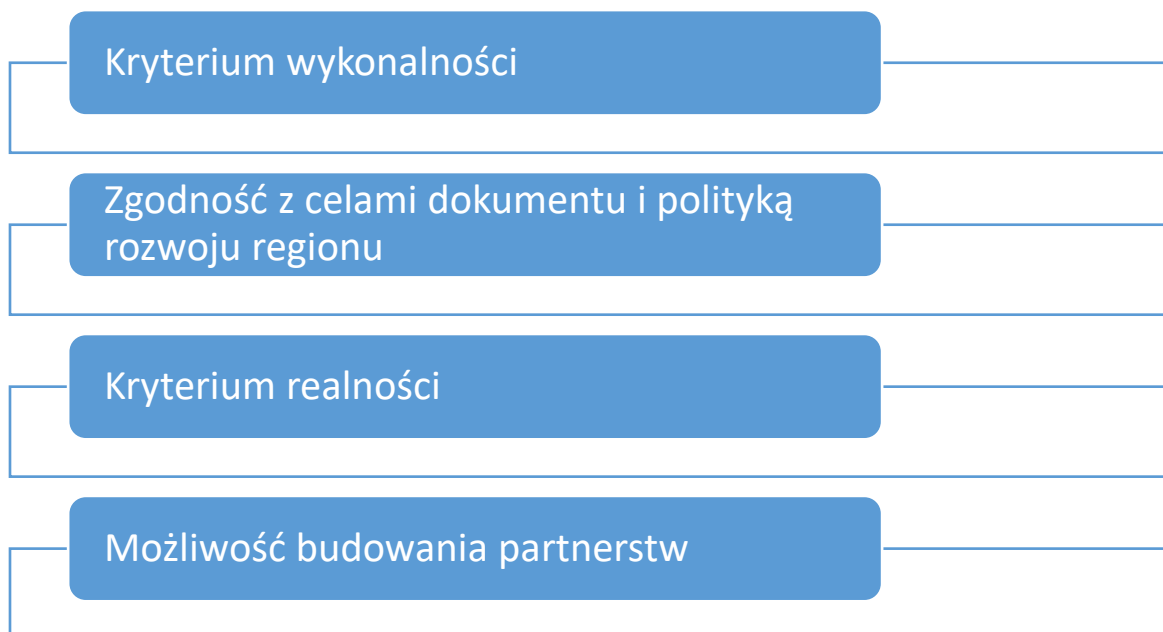 Kryterium wykonalności
Zgodność z celami dokumentu i polityką
rozwoju regionu
Kryterium realności
Możliwość budowania partnerstw